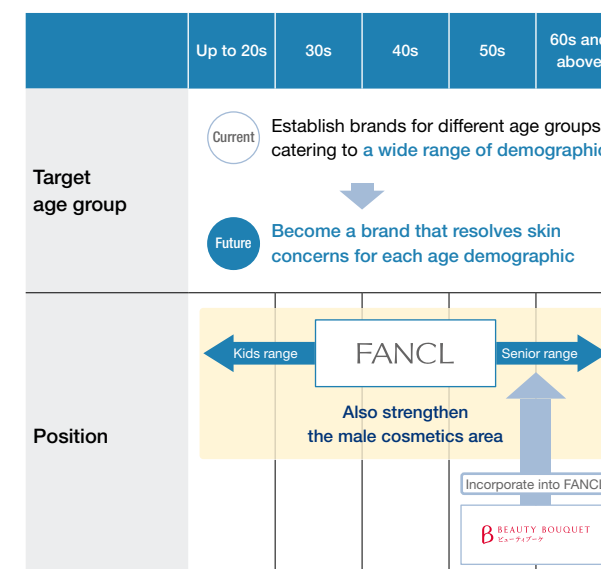 Up to 20s 30s 40s 50s 60s and
above
Target
age group
Current
Establish brands for different age groups
catering to a wide range of demographic
Future
Become a brand that resolves skin
concerns for each age demographic
Position
Kids range FANCL Senior range
Also strengthen
the male cosmetics area
Incorporate into FANCL
BEAUTY BOUQUET
ビューティブーケ